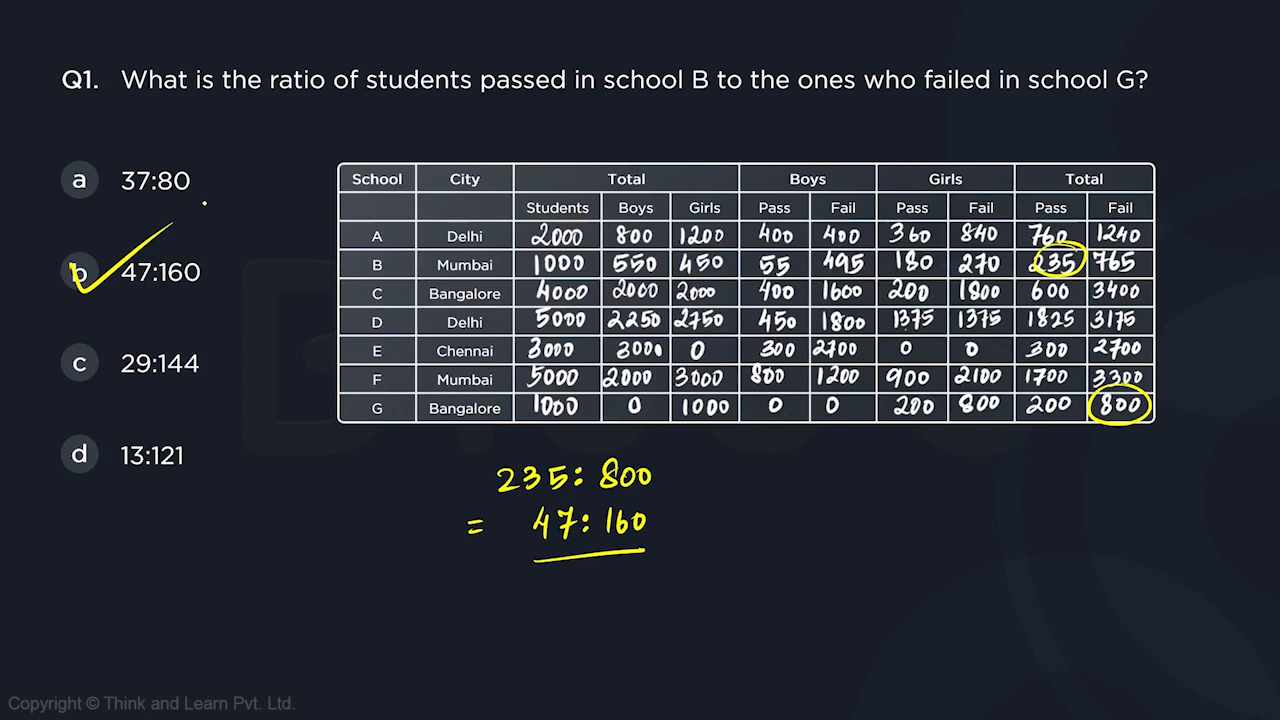 Q1. What is the ratio of students passed in school B to the ones who failed in school G?
a 37:80
b 47:160
c 29:144
d 13:121
School City Total Boys Girls Total
Students Boys Girls Pass Fail Pass Fail Pass Fail
A Delhi 2000 800 1200 400 400 360 840 760 1240
B Mumbai 1000 550 450 55 495 180 270 235 765
C Bangalore 4000 2000 2000 400 1600 200 1800 600 3400
D Delhi 5000 2250 2750 450 1800 1375 1375 1825 3175
E Chennai 3000 3000 0 300 2700 0 0 300 2700
F Mumbai 5000 2000 3000 800 1200 900 2100 1700 3300
G Bangalore 1000 0 1000 0 0 200 800 200 800
235:800
= 47:160
Copyright © Think and Learn Pvt. Ltd.